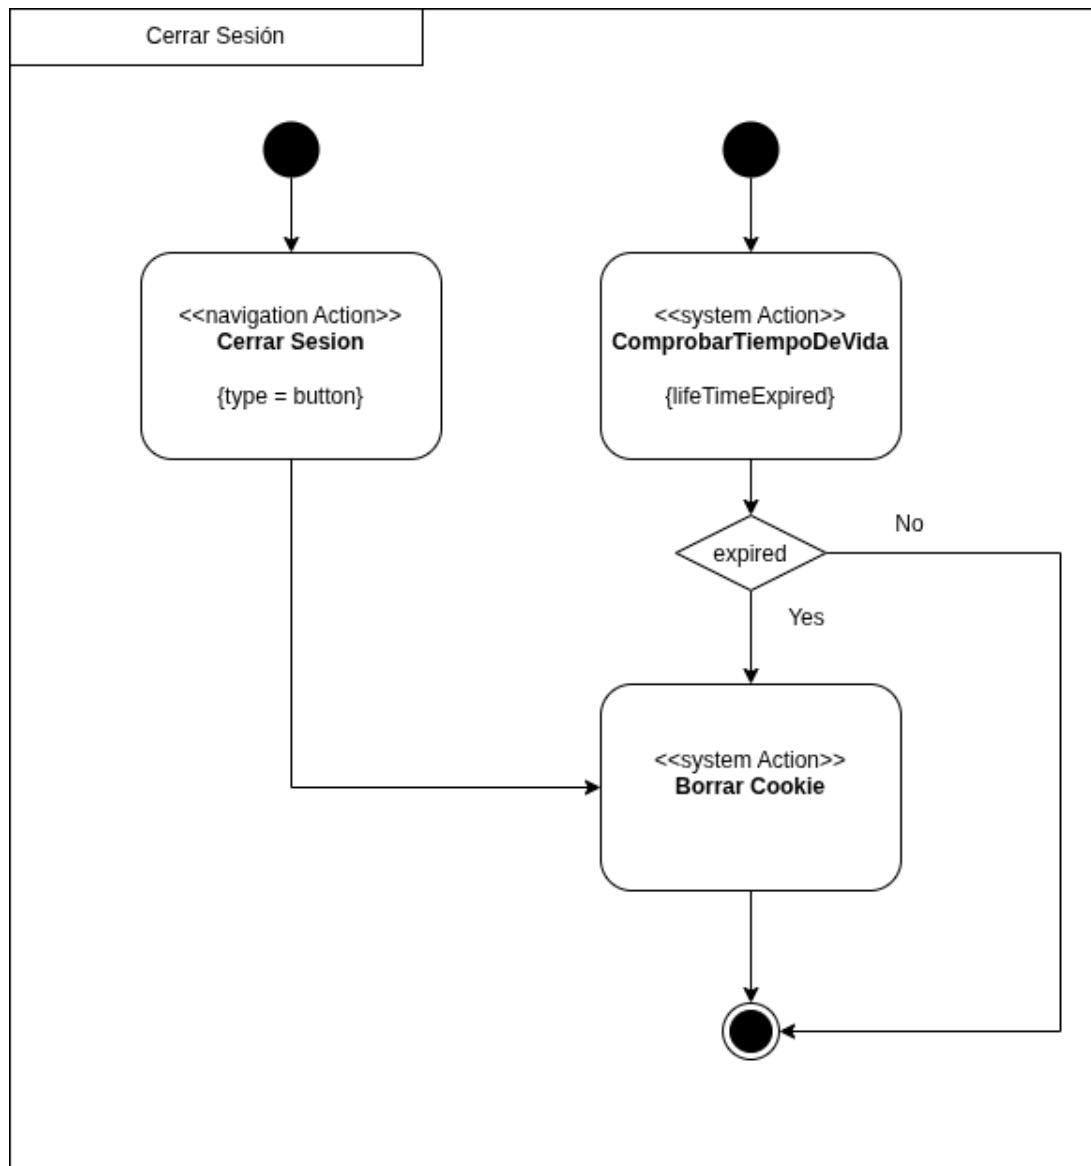 Cerrar Sesión
<<navigation Action>>
Cerrar Sesion
{type = button}
<<system Action>>
ComprobarTiempoDeVida
{lifeTimeExpired}
expired
No
Yes
<<system Action>>
Borrar Cookie